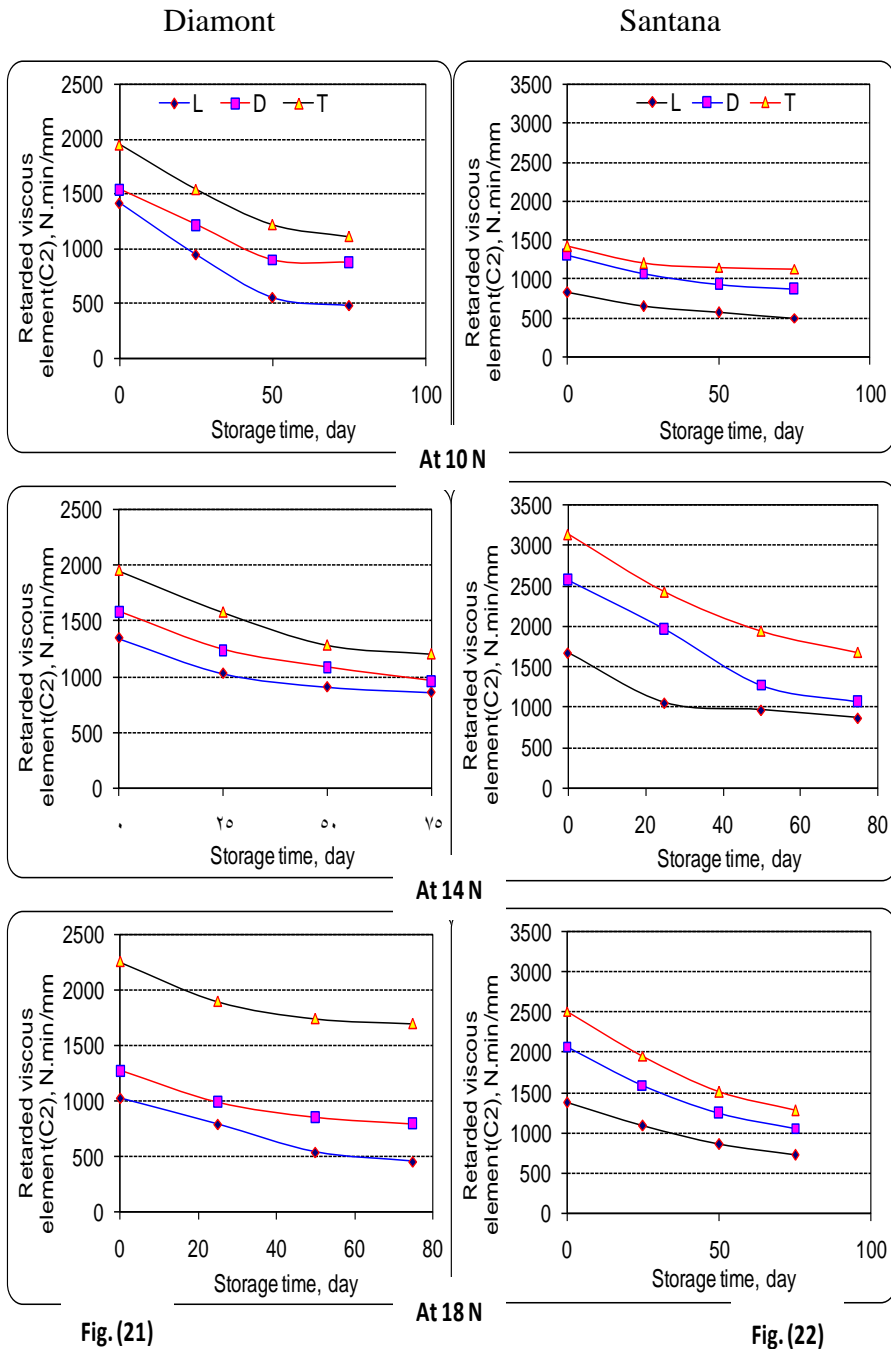 Diamont
Santana
2500
2000
1500
1000
500
0
0 50 100
L D T
Retarded viscous
element(C2), N.min/mm
Storage time, day
3500
3000
2500
2000
1500
1000
500
0
0 50 100
L D T
Retarded viscous
element(C2), N.min/mm
Storage time, day
At 10 N
2500
2000
1500
1000
500
0
٠ ٢٥ ٥٠ ٧٥
Retarded viscous
element(C2), N.min/mm
Storage time, day
3500
3000
2500
2000
1500
1000
500
0
0 20 40 60 80
Retarded viscous
element(C2), N.min/mm
Storage time, day
At 14 N
2500
2000
1500
1000
500
0
0 20 40 60 80
Retarded viscous
element(C2), N.min/mm
Storage time, day
3500
3000
2500
2000
1500
1000
500
0
0 50 100
Retarded viscous
element(C2), N.min/mm
Storage time, day
At 18 N
Fig. (21)
Fig. (22)